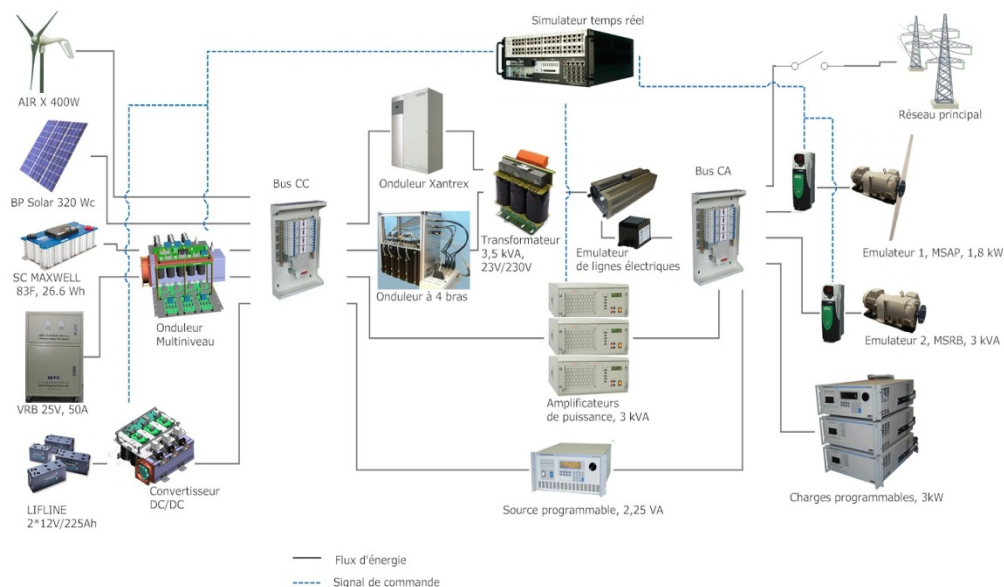 Simulateur temps réel
AIR X 400W
Réseau principal
Onduleur Xantrex
Bus CC
Bus CA
BP Solar 320 Wc
Transformateur
3,5 kVA,
23V/230V
Emulateur
de lignes électriques
Emulateur 1, MSAP, 1,8 kW
SC MAXWELL
83F, 26.6 Wh
Onduleur à 4 bras
Onduleur
Multiniveau
Emulateur 2, MSRB, 3 kVA
VRB 25V, 50A
Amplificateurs
de puissance, 3 kVA
Convertisseur
DC/DC
LIFLINE
2*12V/225Ah
Source programmable, 2,25 VA
Charges programmables, 3kW
Flux d'énergie
Signal de commande